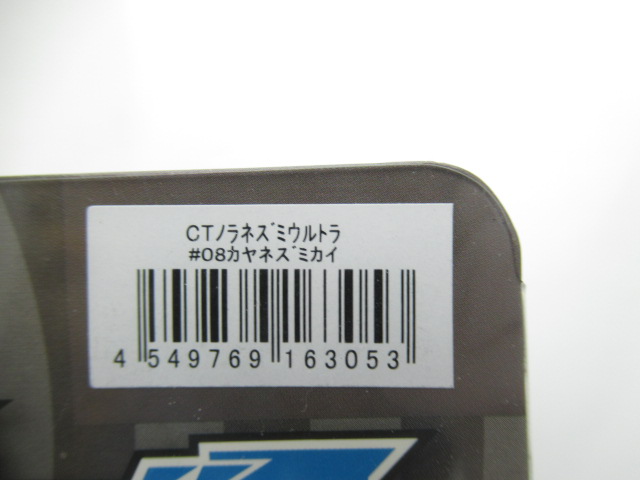 CTﾉﾗﾈｽﾞﾐｳﾙﾄﾗ
#08ｶﾔﾈｽﾞﾐｶｲ
4 549769 163053